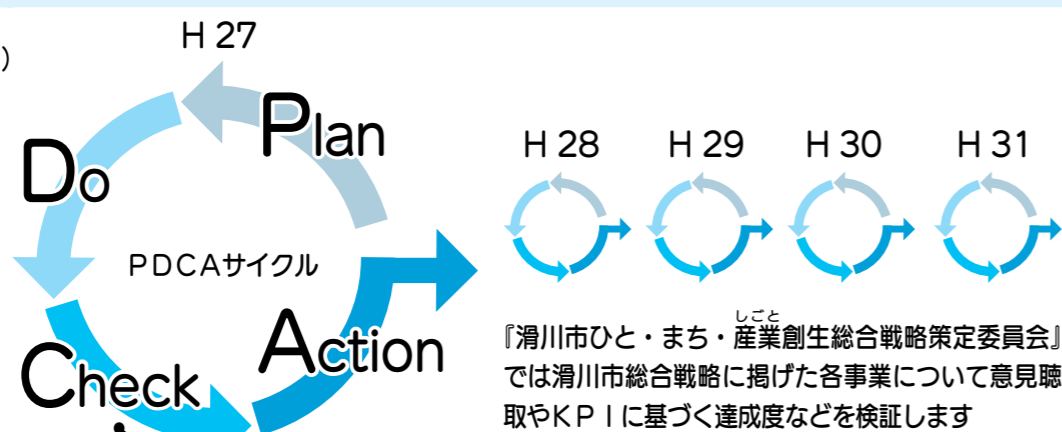 )
H 27
Plan
Do
PDCAサイクル
Check
Action
H 28
H 29
H 30
H 31
しごと
『滑川市ひと・まち・産業創生総合戦略策定委員会』
では滑川市総合戦略に掲げた各事業について意見聴
取やKPIに基づく達成度などを検証します